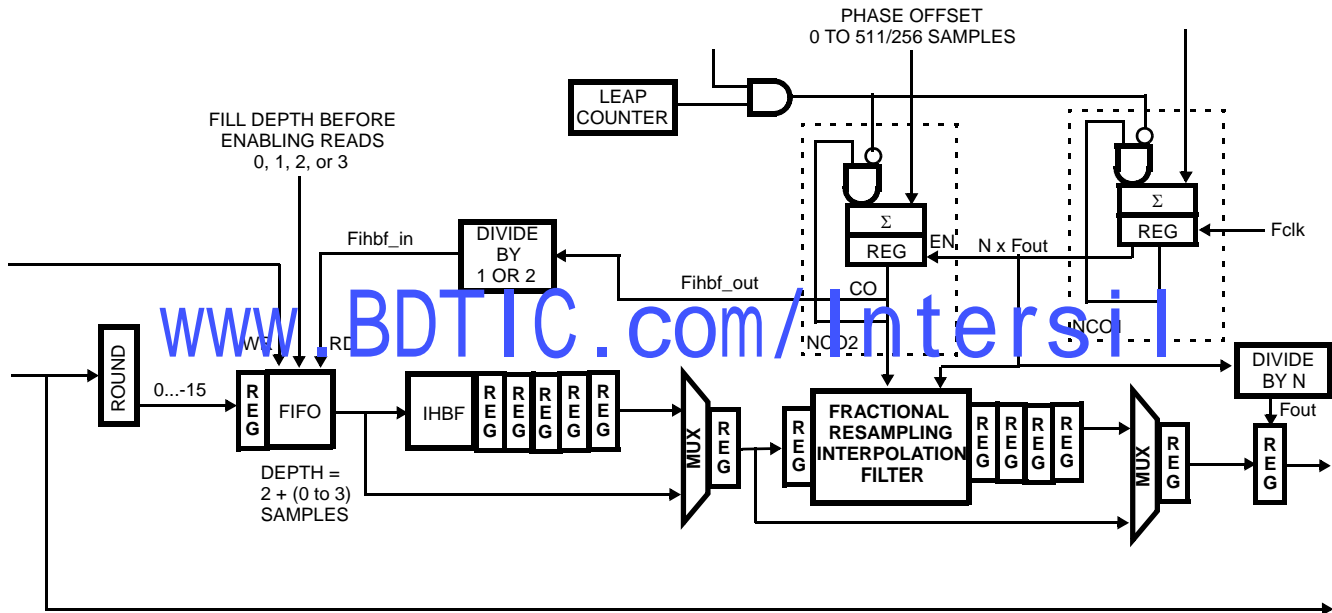 PHASE OFFSET
0 TO 511/256 SAMPLES
LEAP
COUNTER
FILL DEPTH BEFORE
ENABLING READS
0, 1, 2, or 3
Σ
REG
Σ
REG
EN
N x Fout
Fclk
Fihbf_in
DIVIDE
BY
1 OR 2
Fihbf_out
CO
NCO2
NCO1
www.BDTIC.com/Intersil
WR
RD
DIVIDE
BY N
Fout
ROUND
0...-15
REG
FIFO
IHBF
REG
REG
REG
REG
REG
MUX
REG
REG
FRACTIONAL
RESAMPLING
INTERPOLATION
FILTER
REG
REG
REG
REG
MUX
REG
REG
DEPTH =
2 + (0 to 3)
SAMPLES